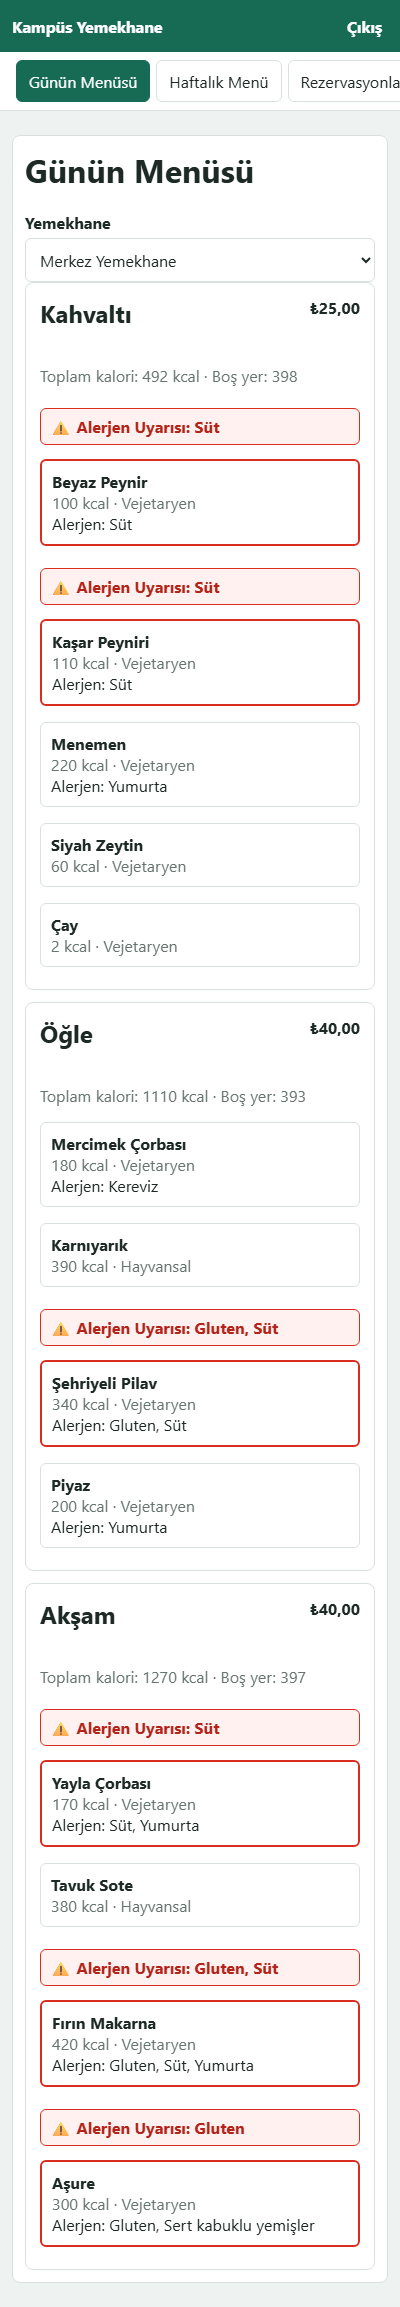 Kampüs Yemekhane
Çıkış
Günün Menüsü
Haftalık Menü
Rezervasyonla
Günün Menüsü
Yemekhane
Merkez Yemekhane
Kahvaltı
₺25,00
Toplam kalori: 492 kcal · Boş yer: 398
⚠ Alerjen Uyarısı: Süt
Beyaz Peynir
100 kcal · Vejetaryen
Alerjen: Süt
⚠ Alerjen Uyarısı: Süt
Kaşar Peyniri
110 kcal · Vejetaryen
Alerjen: Süt
Menemen
220 kcal · Vejetaryen
Alerjen: Yumurta
Siyah Zeytin
60 kcal · Vejetaryen
Çay
2 kcal · Vejetaryen
Öğle
₺40,00
Toplam kalori: 1110 kcal · Boş yer: 393
Mercimek Çorbası
180 kcal · Vejetaryen
Alerjen: Kereviz
Karnıyarık
390 kcal · Hayvansal
⚠ Alerjen Uyarısı: Gluten, Süt
Şehriyeli Pilav
340 kcal · Vejetaryen
Alerjen: Gluten, Süt
Piyaz
200 kcal · Vejetaryen
Alerjen: Yumurta
Akşam
₺40,00
Toplam kalori: 1270 kcal · Boş yer: 397
⚠ Alerjen Uyarısı: Süt
Yayla Çorbası
170 kcal · Vejetaryen
Alerjen: Süt, Yumurta
Tavuk Sote
380 kcal · Hayvansal
⚠ Alerjen Uyarısı: Gluten, Süt
Fırın Makarna
420 kcal · Vejetaryen
Alerjen: Gluten, Süt, Yumurta
⚠ Alerjen Uyarısı: Gluten
Aşure
300 kcal · Vejetaryen
Alerjen: Gluten, Sert kabuklu yemişler